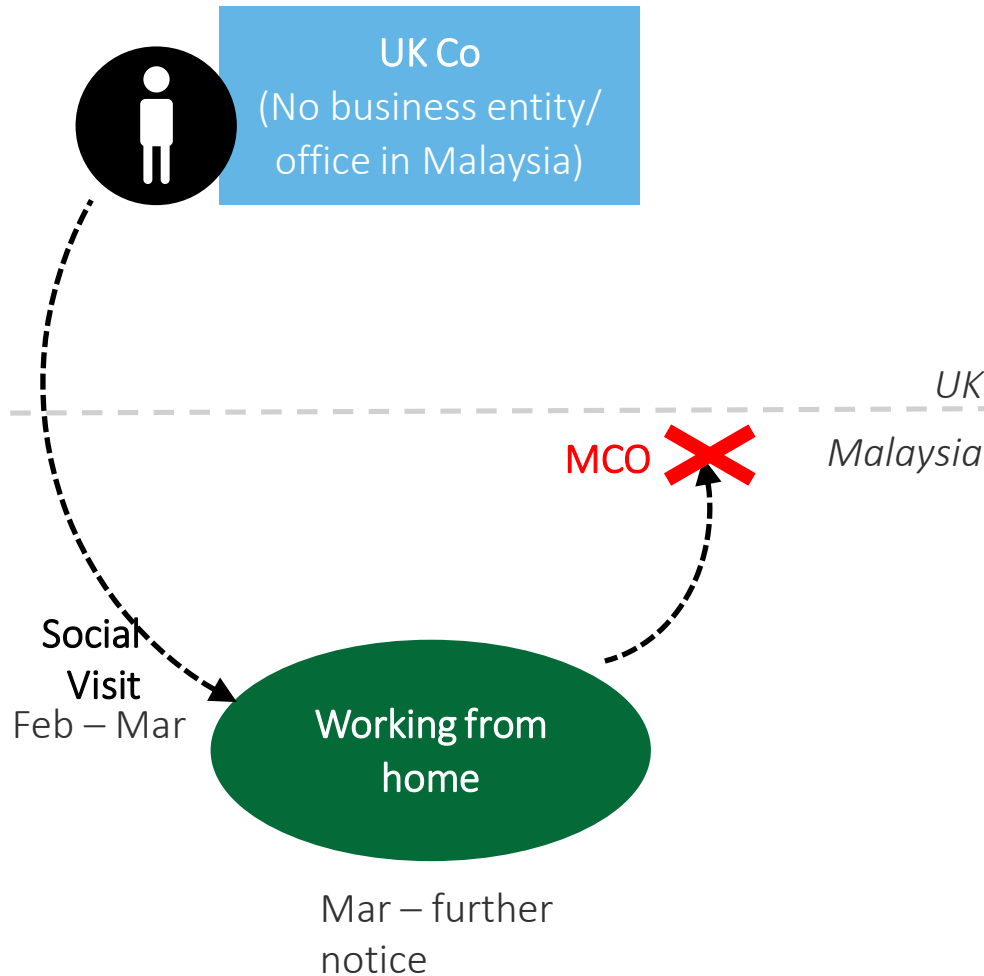 UK Co
(No business entity/
office in Malaysia)
UK
MCO
Malaysia
Social
Visit
Feb – Mar
Working from
home
Mar – further
notice